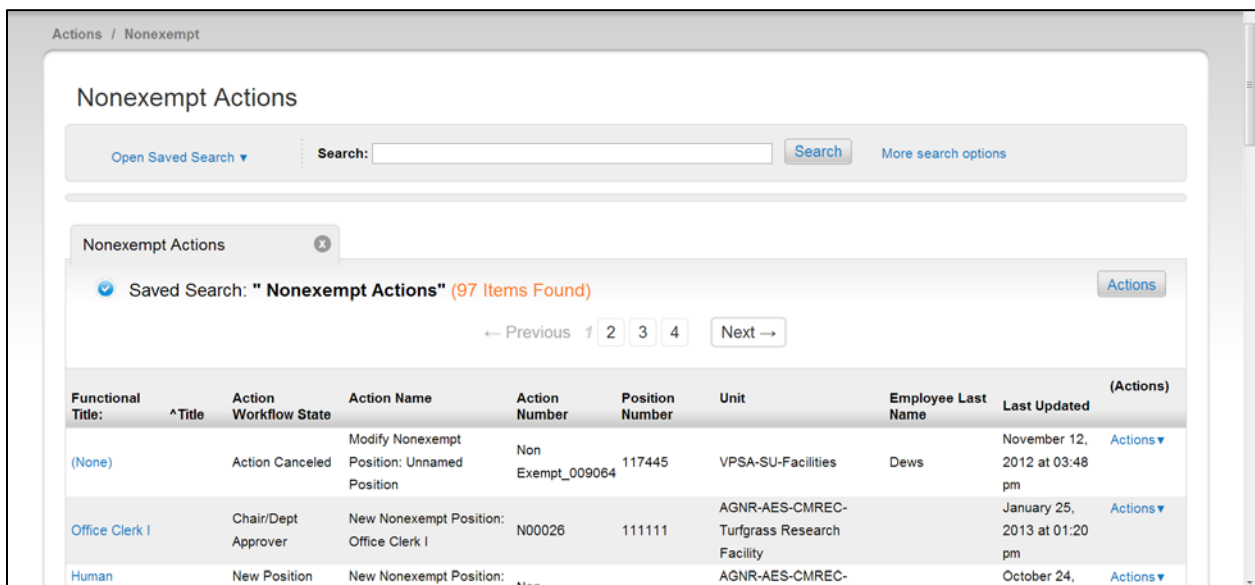 Actions / Nonexempt
Nonexempt Actions
Open Saved Search ▼ Search: Search More search options
Nonexempt Actions x
Saved Search: " Nonexempt Actions" (97 Items Found) Actions
← Previous 1 2 3 4 Next →
(Actions)
Functional Action Action Name Action Position Unit Employee Last
Title: ^Title Workflow State Number Number Name Last Updated
Modify Nonexempt November 12, Actions▼
(None) Action Canceled Position: Unnamed Non Exempt_009064 117445 VPSA-SU-Facilities Dews 2012 at 03:48
Position pm
AGNR-AES-CMREC- January 25, Actions▼
Office Clerk I Chair/Dept Approver New Nonexempt Position: Office Clerk I N00026 111111 Turfgrass Research 2013 at 01:20
Facility pm
Human New Position New Nonexempt Position: Non AGNR-AES-CMREC- October 24, Actions▼